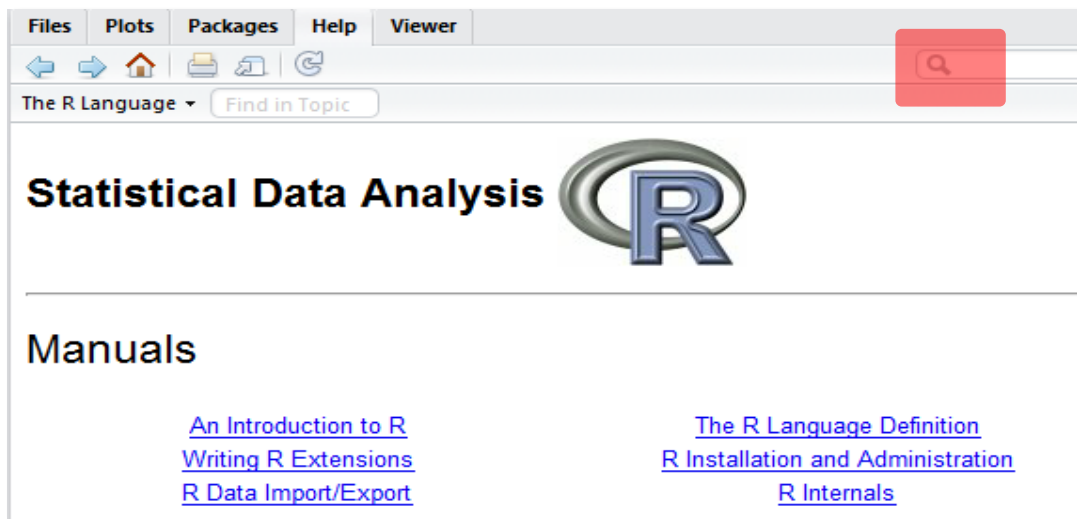 Files Plots Packages Help Viewer
The R Language Find in Topic
Statistical Data Analysis R
Manuals
An Introduction to R The R Language Definition
Writing R Extensions R Installation and Administration
R Data Import/Export R Internals